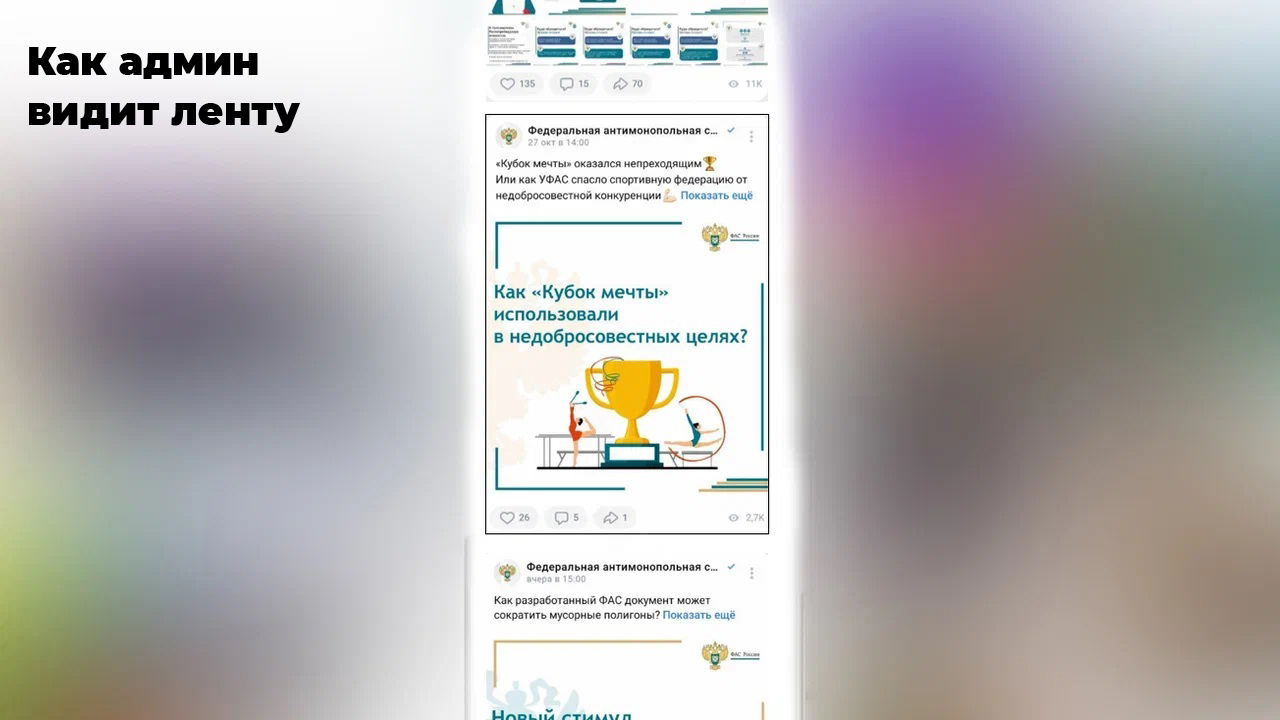 Как админ
видит ленту
135
15
70
11K
Федеральная антимонопольная с...
27 окт в 14:00
«Кубок мечты» оказался непреходящим
Или как УФАС спасло спортивную федерацию от
недобросовестной конкуренции Показать ещё
ФАС России
Как «Кубок мечты»
использовали
в недобросовестных целях?
26
5
1
2,7K
Федеральная антимонопольная с...
вчера в 15:00
Как разработанный ФАС документ может
сократить мусорные полигоны? Показать ещё
ФАС России
Новый стимул